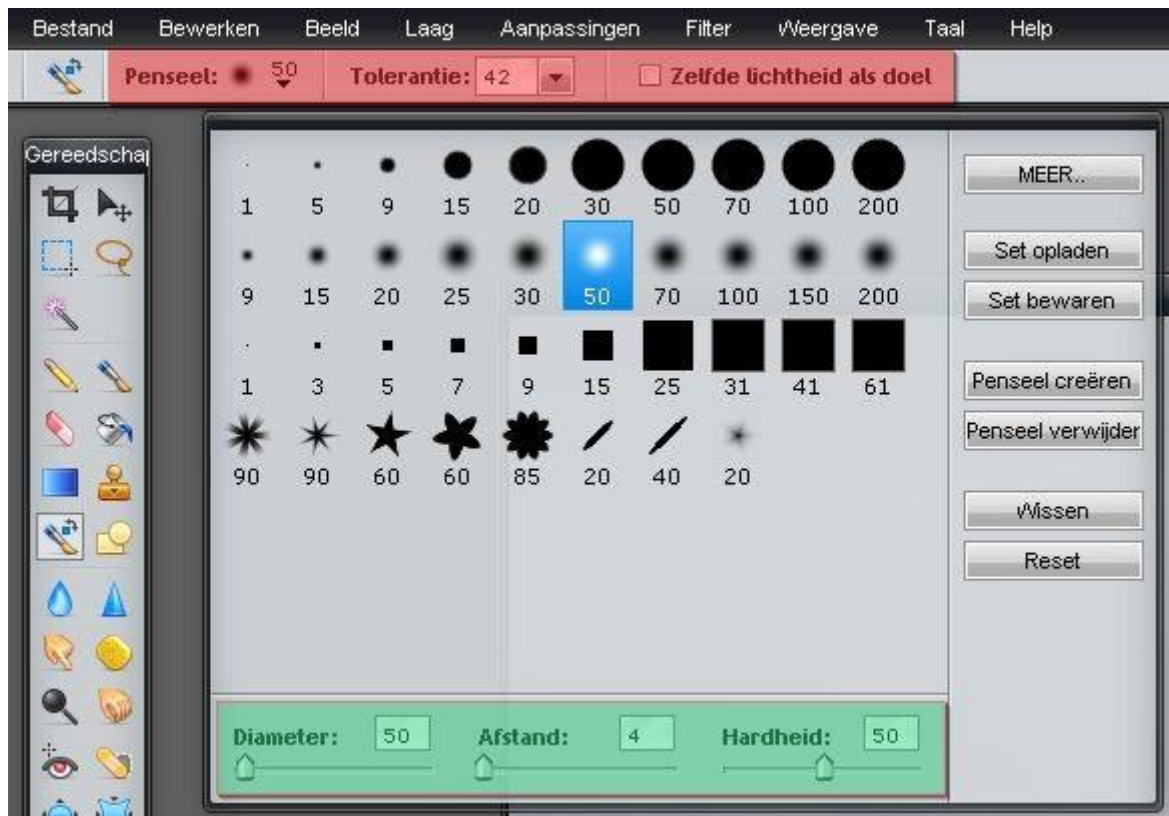 Bestand Bewerken Beeld Laag Aanpassingen Filter Weergave Taal Help
Penseel: 50 Tolerantie: 42 Zelfde lichtheid als doel
Gereedschap
1 5 9 15 20 30 50 70 100 200
9 15 20 25 30 50 70 100 150 200
1 3 5 7 9 15 25 31 41 61
90 90 60 60 85 20 40 20
MEER..
Set opladen
Set bewaren
Penseel creëren
Penseel verwijder
Wissen
Reset
Diameter: 50 Afstand: 4 Hardheid: 50